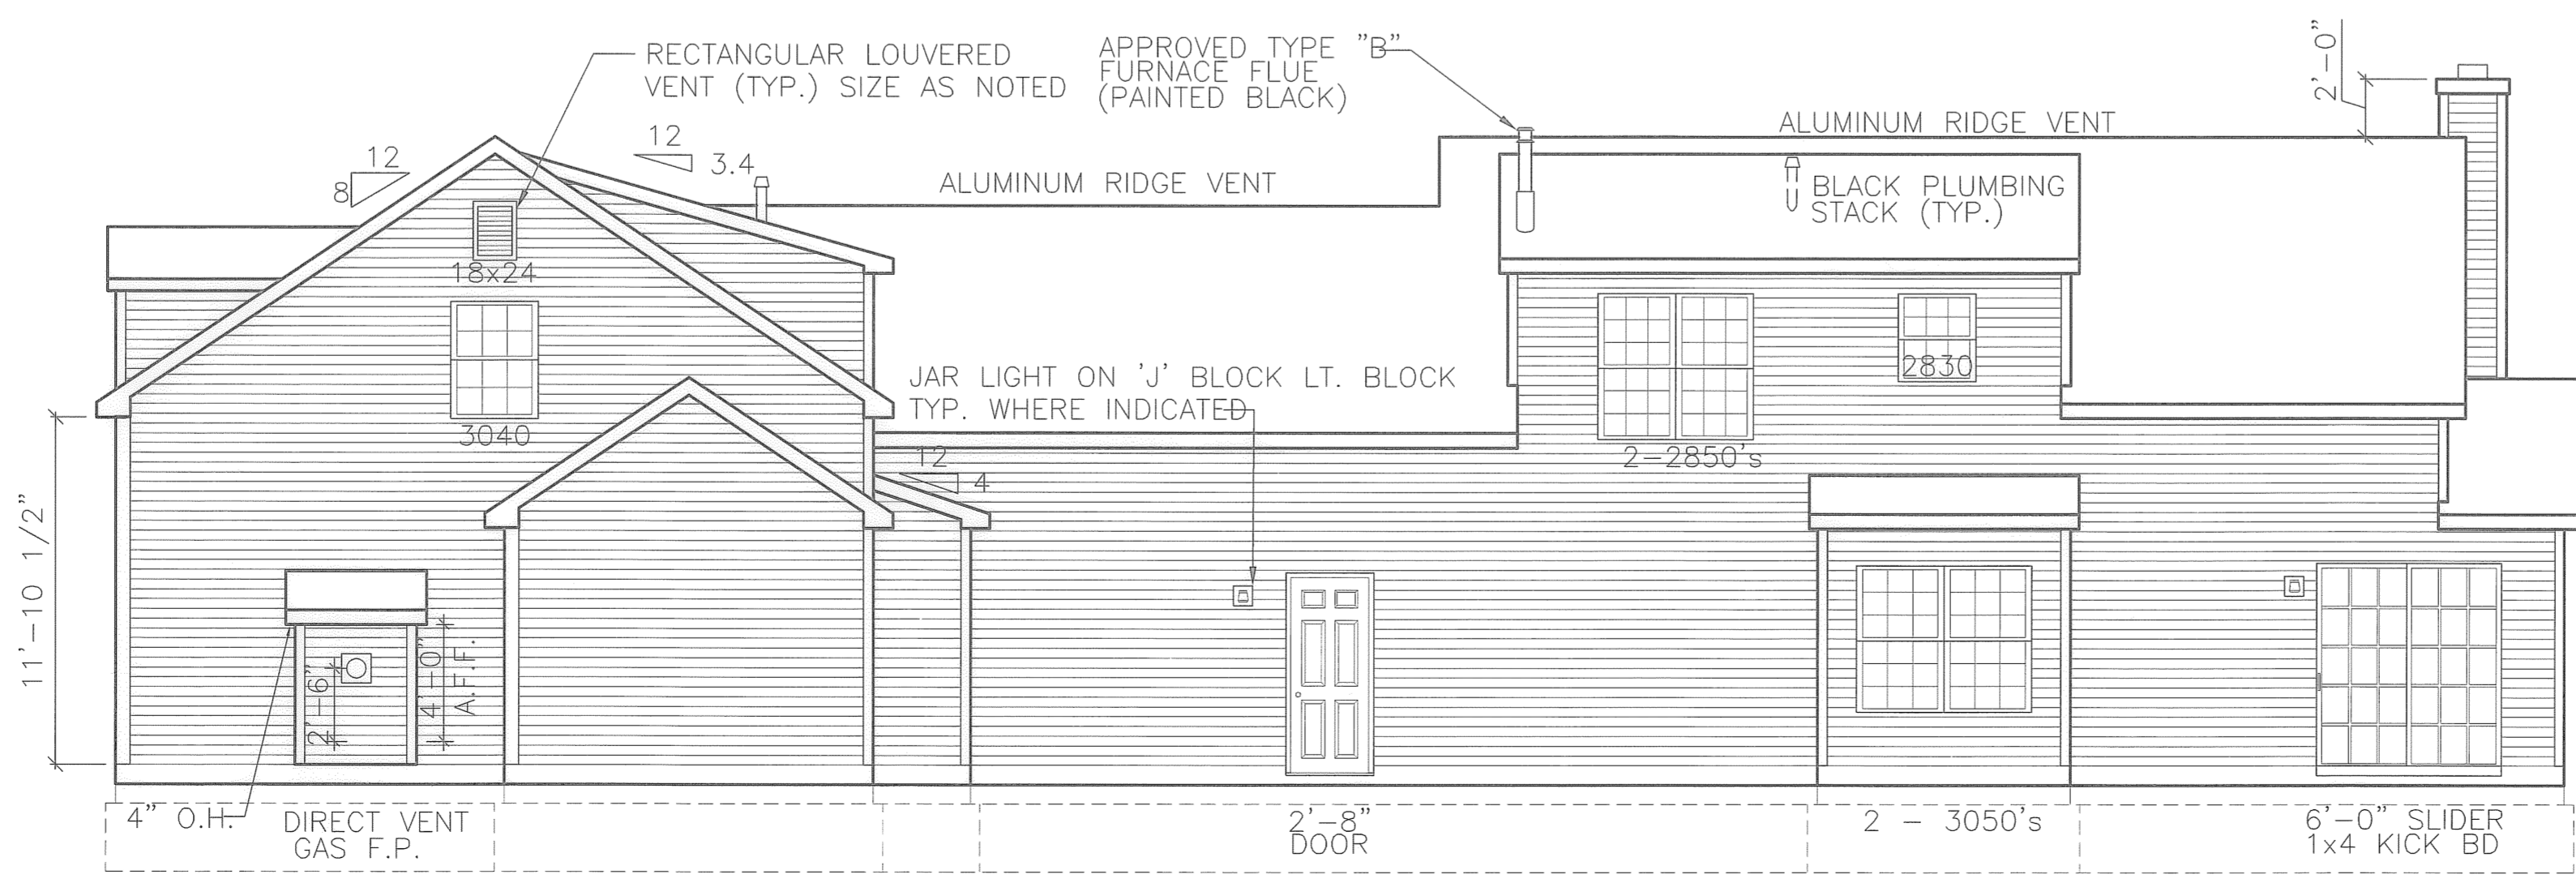 RECTANGULAR LOUVERED
VENT (TYP.) SIZE AS NOTED
APPROVED TYPE "B"
FURNACE FLUE
(PAINTED BLACK)
2'-0"
ALUMINUM RIDGE VENT
12
8
12
3.4
ALUMINUM RIDGE VENT
BLACK PLUMBING
STACK (TYP.)
18x24
3040
JAR LIGHT ON 'J' BLOCK LT. BLOCK
TYP. WHERE INDICATED
2830
2-2850's
12
4
11'-10 1/2"
2'-6"
4'-0"
A.F.F.
4" O.H.
DIRECT VENT
GAS F.P.
2'-8"
DOOR
2 - 3050's
6'-0" SLIDER
1x4 KICK BD